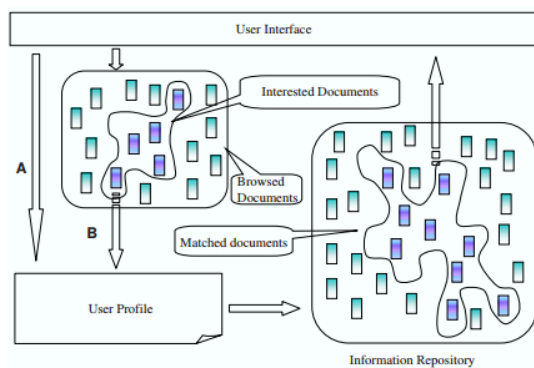 User Interface
Interested Documents
A
Browsed
Documents
B
Matched documents
User Profile
Information Repository